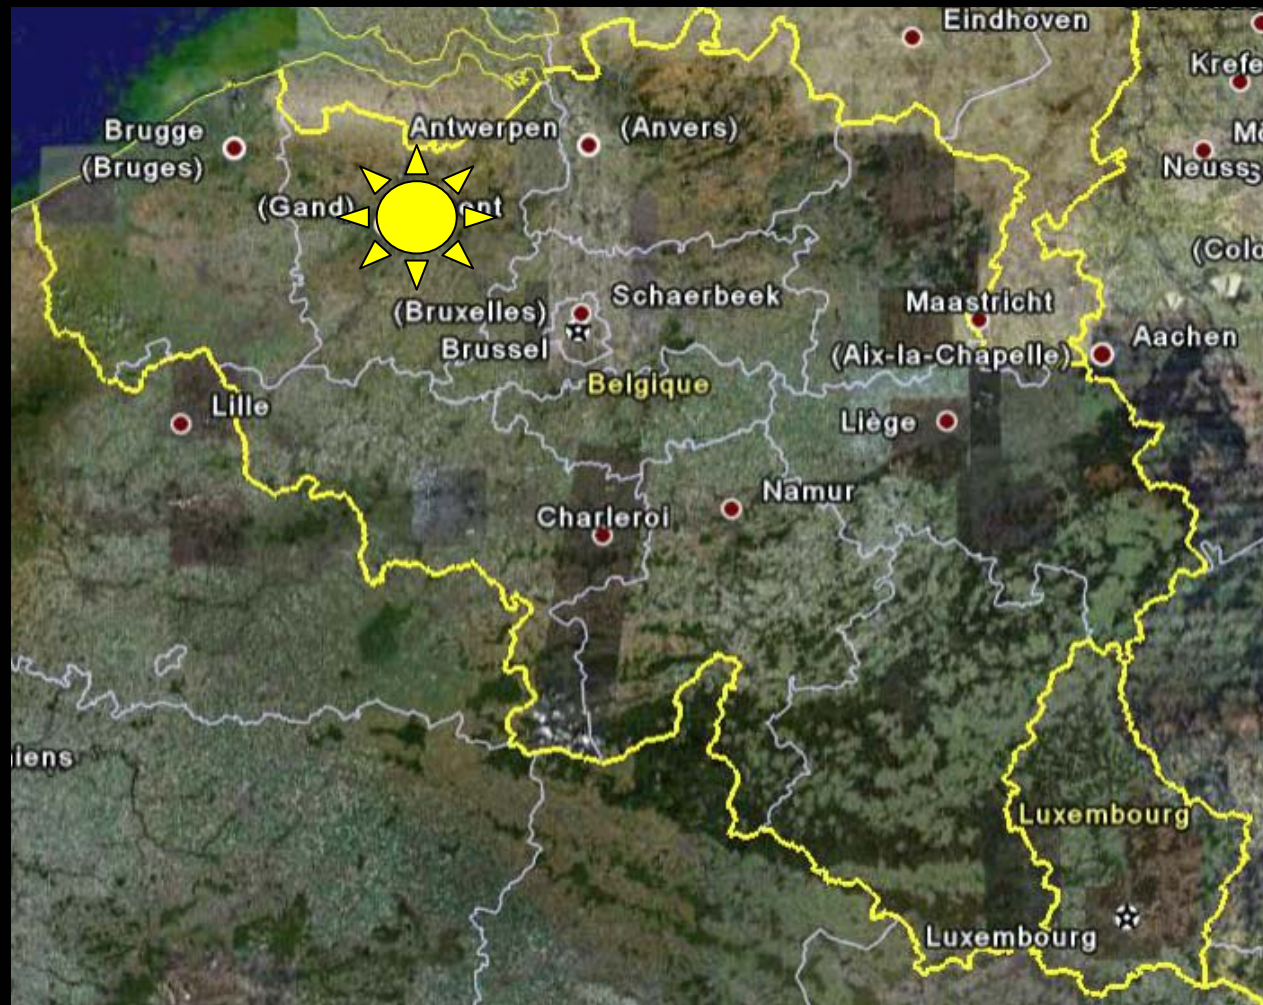 Eindhoven
Krefe
Brugge
(Bruges)
Antwerpen
(Anvers)
Neuss
(Gand)
(Colo
(Bruxelles)
Schaerbeek
Brussel
Maastricht
(Aix-la-Chapelle)
Aachen
Belgique
Lille
Liège
Namur
Charleroi
iens
Luxembourg
Luxembourg